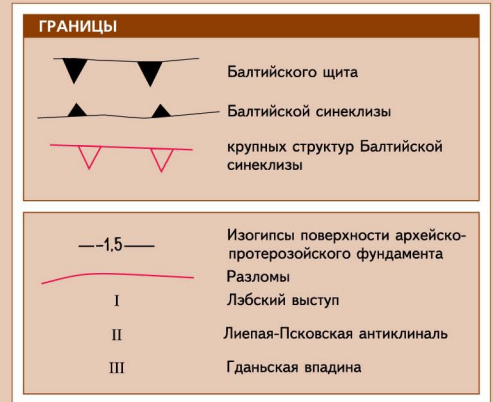 ГРАНИЦЫ
Балтийского щита
Балтийской синеклизы
крупных структур Балтийской
синеклизы
—-1,5—
Изогипсы поверхности архейско-
протерозойского фундамента
Разломы
I Лэбский выступ
II Лиепая-Псковская антиклиналь
III Гданьская впадина